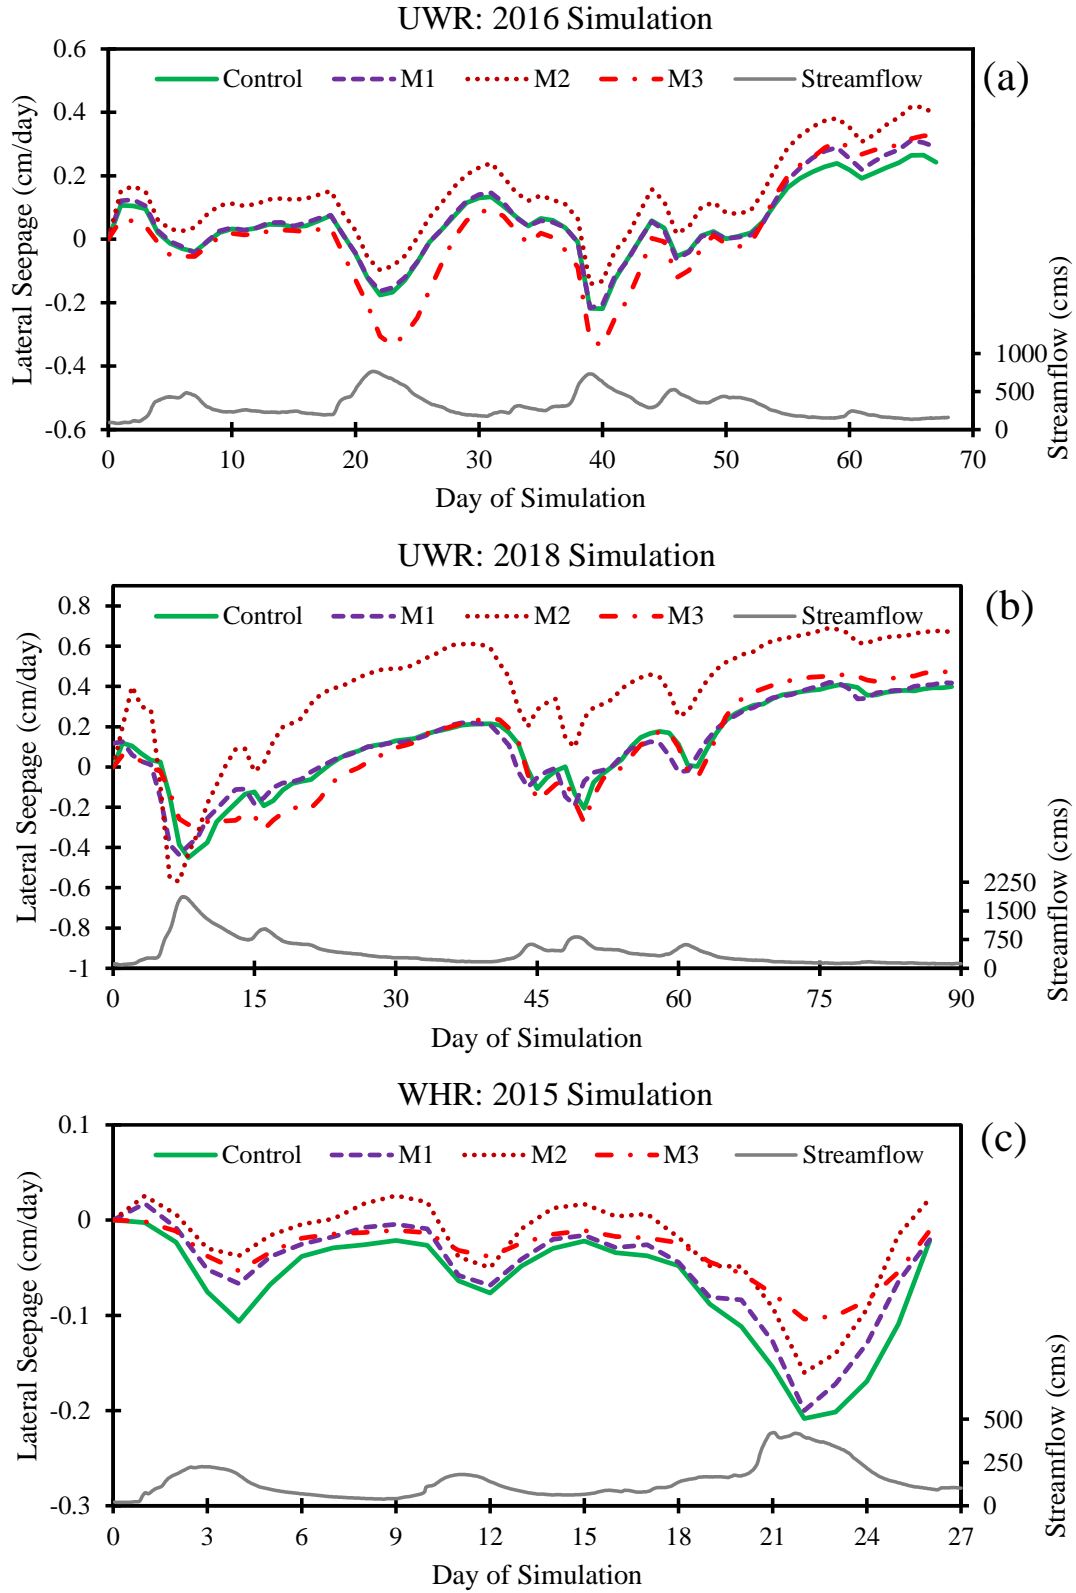 UWR: 2016 Simulation
(a)
Control M1 M2 M3 Streamflow
0.6
0.4
0.2
0
-0.2
-0.4
-0.6
Lateral Seepage (cm/day)
1000
500
0
Streamflow (cms)
0 10 20 30 40 50 60 70
Day of Simulation
UWR: 2018 Simulation
(b)
Control M1 M2 M3 Streamflow
0.8
0.6
0.4
0.2
0
-0.2
-0.4
-0.6
-0.8
-1
Lateral Seepage (cm/day)
2250
1500
750
0
Streamflow (cms)
0 15 30 45 60 75 90
Day of Simulation
WHR: 2015 Simulation
(c)
Control M1 M2 M3 Streamflow
0.1
0
-0.1
-0.2
-0.3
Lateral Seepage (cm/day)
500
250
0
Streamflow (cms)
0 3 6 9 12 15 18 21 24 27
Day of Simulation